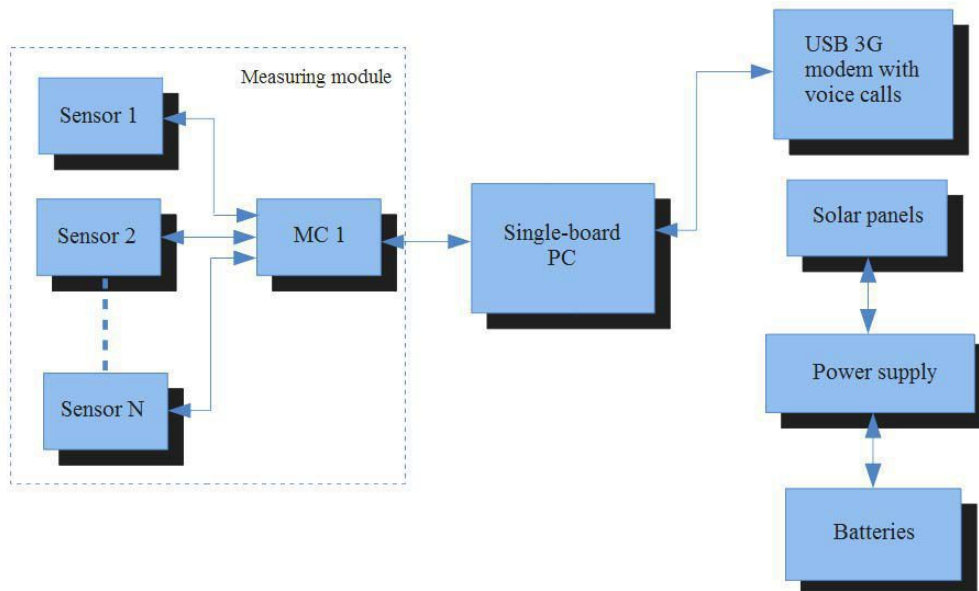 Measuring module
Sensor 1
Sensor 2
Sensor N
MC 1
Single-board
PC
USB 3G
modem with
voice calls
Solar panels
Power supply
Batteries